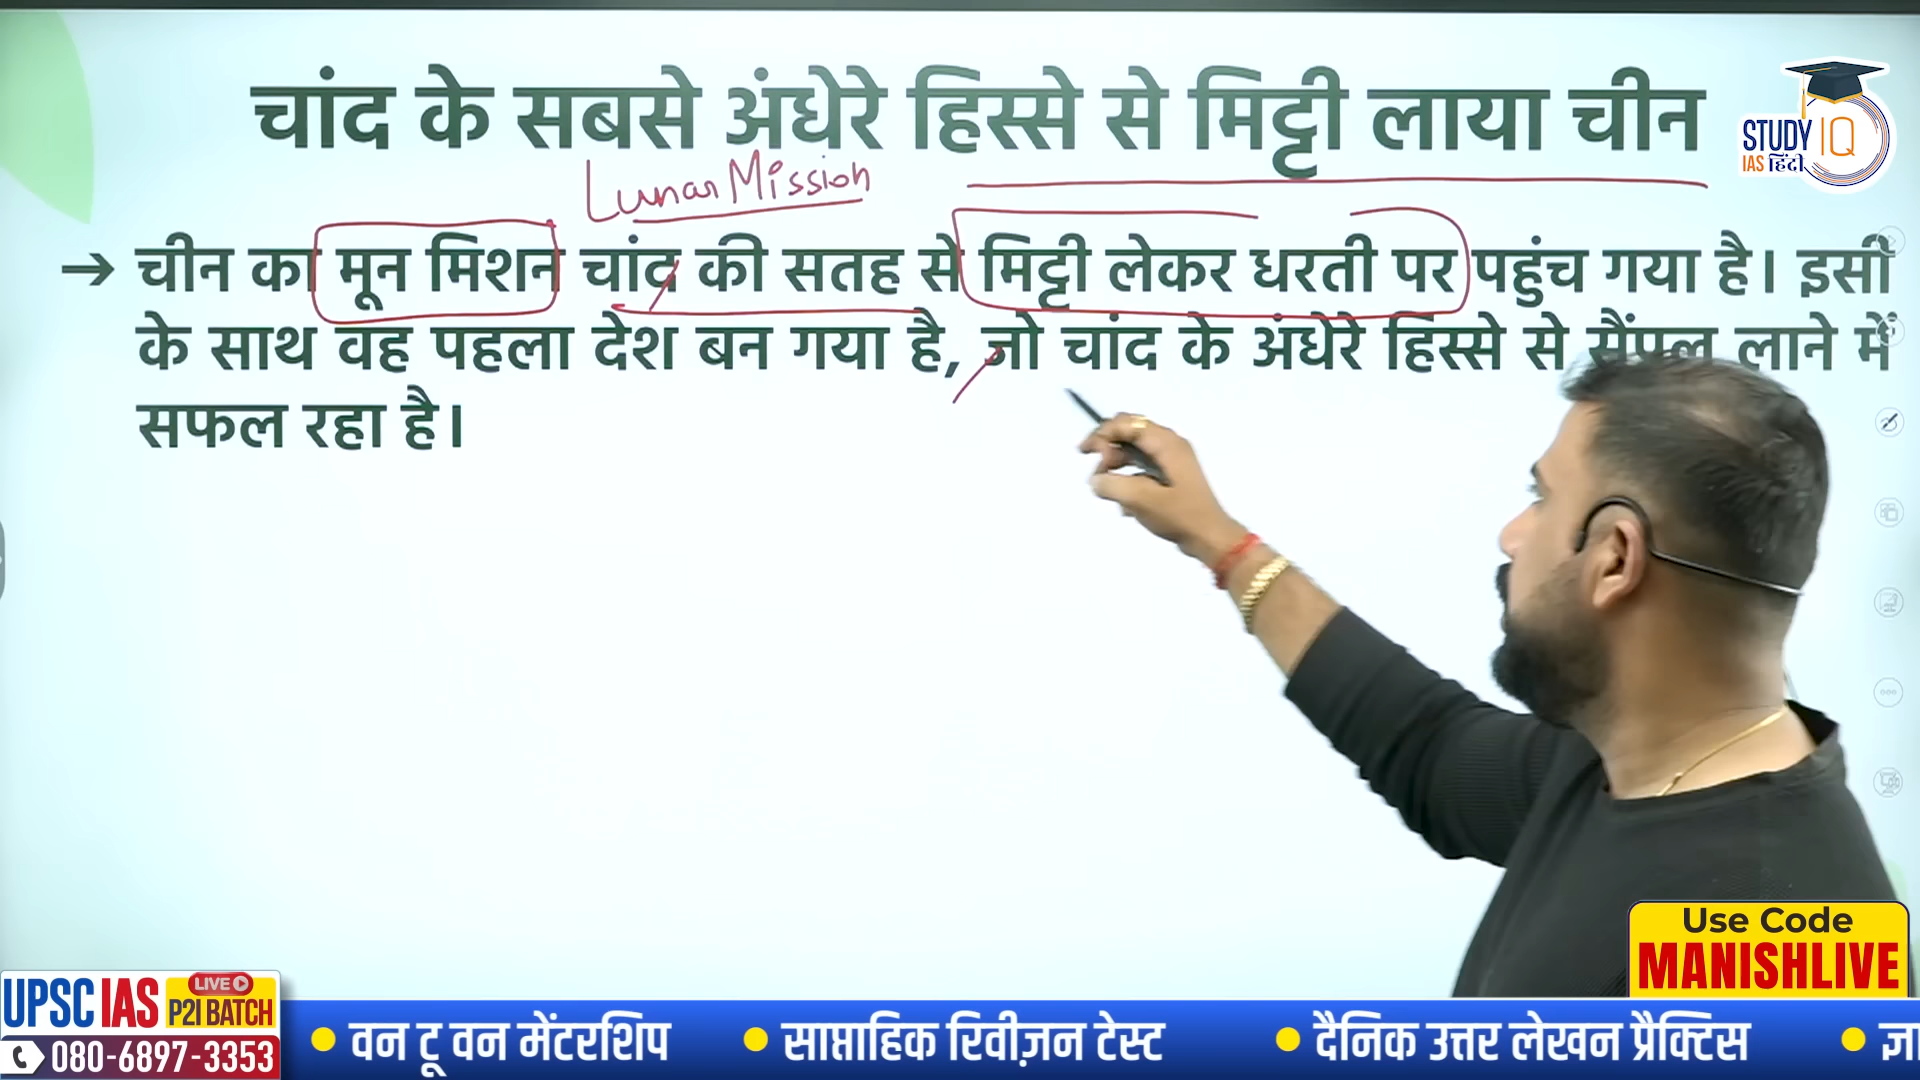 चांद के सबसे अंधेरे हिस्से से मिट्टी लाया चीन
STUDY IQ
IAS हिंदी
Lunar Mission
→ चीन का मून मिशन चांद की सतह से मिट्टी लेकर धरती पर पहुंच गया है। इसी
के साथ वह पहला देश बन गया है, जो चांद के अंधेरे हिस्से से सैंपल लाने में
सफल रहा है।
Use Code
MANISHLIVE
UPSC IAS LIVE P2I BATCH
080-6897-3353
• वन टू वन मेंटरशिप • साप्ताहिक रिवीज़न टेस्ट • दैनिक उत्तर लेखन प्रैक्टिस •